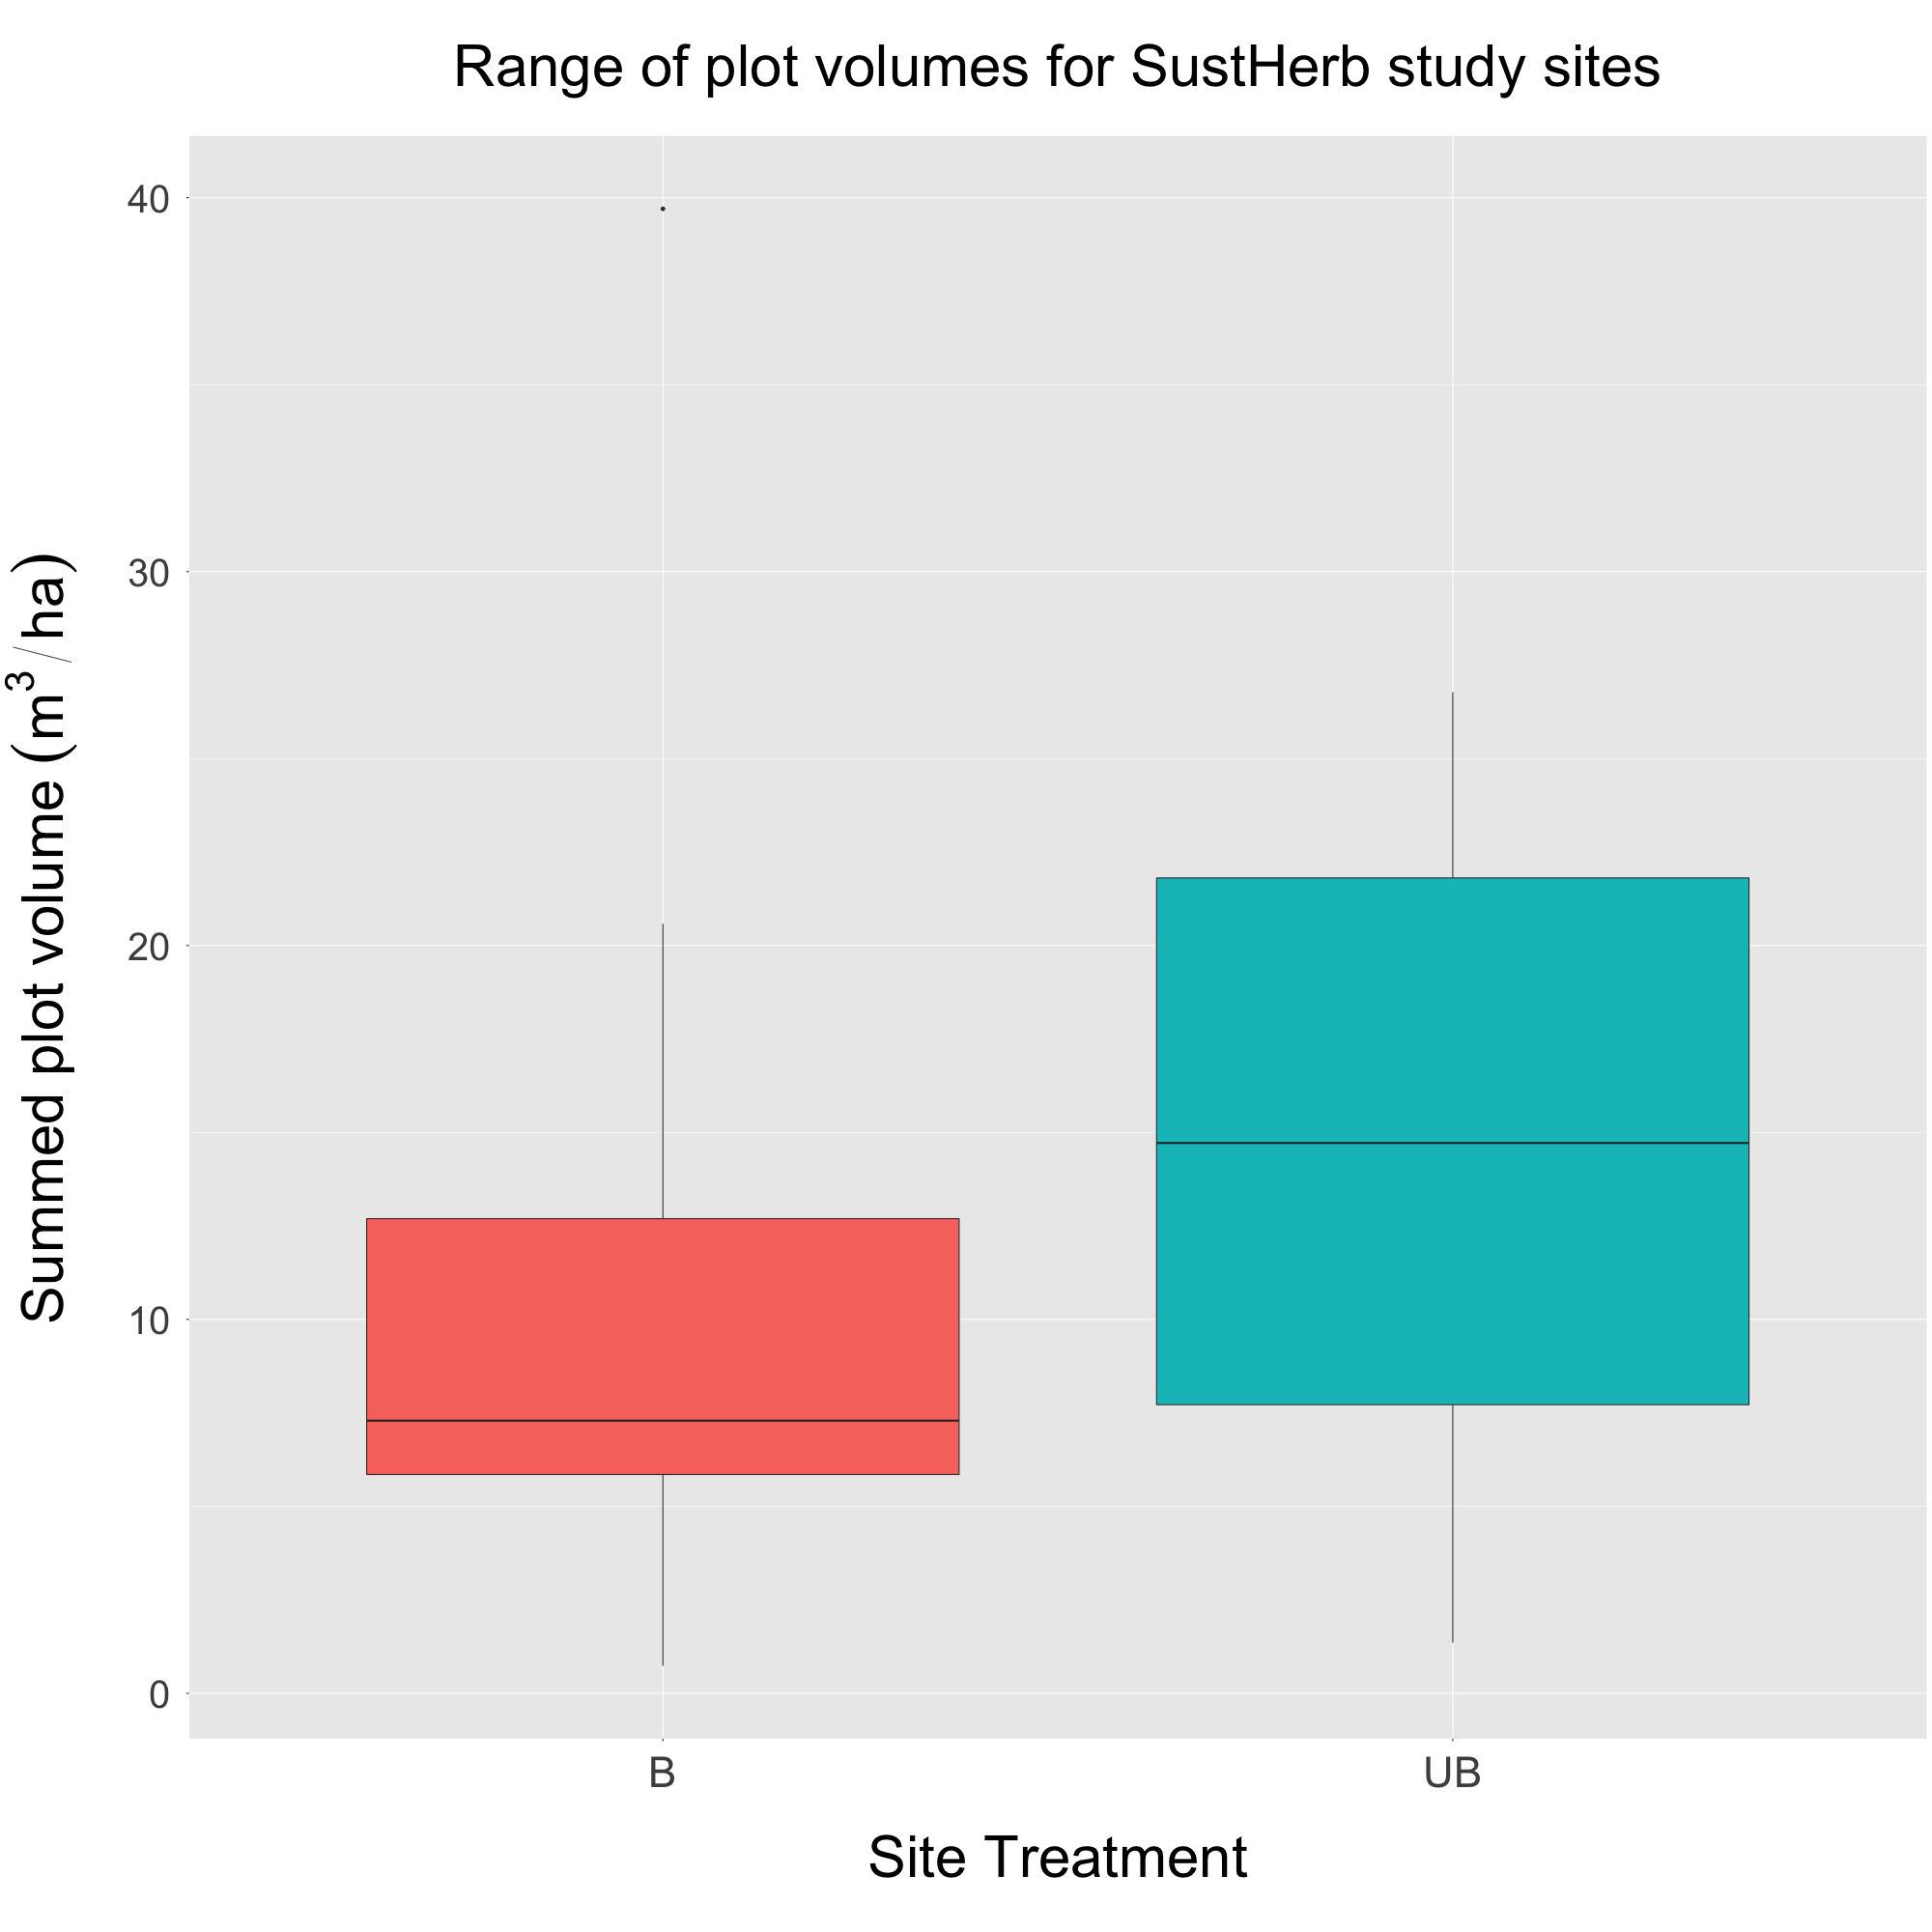 Range of plot volumes for SustHerb study sites
Summed plot volume (m³/ha)
40
30
20
10
0
B
UB
Site Treatment